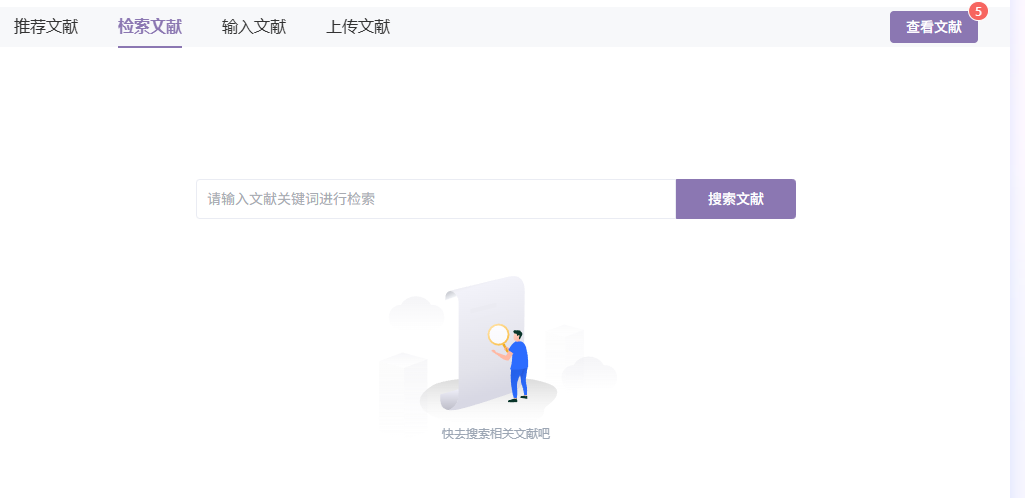 推荐文献 检索文献 输入文献 上传文献 查看文献 5
请输入文献关键词进行检索 搜索文献
快去搜索相关文献吧